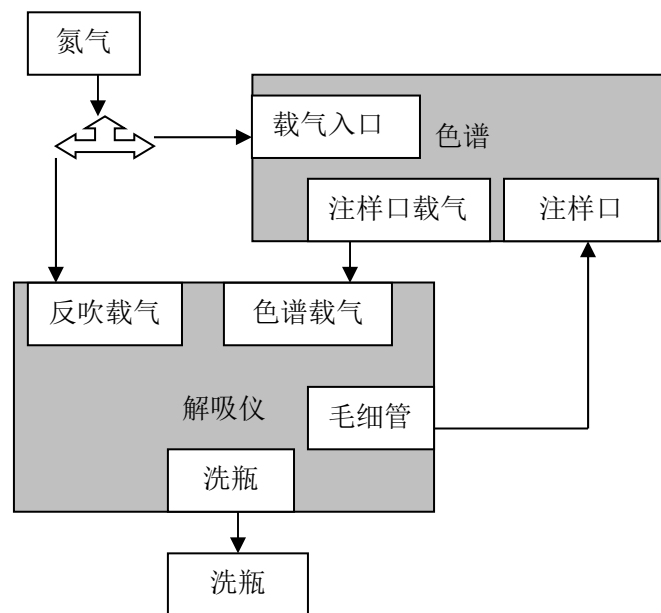 氮气
载气入口
色谱
注样口载气
注样口
反吹载气
色谱载气
解吸仪
毛细管
洗瓶
洗瓶